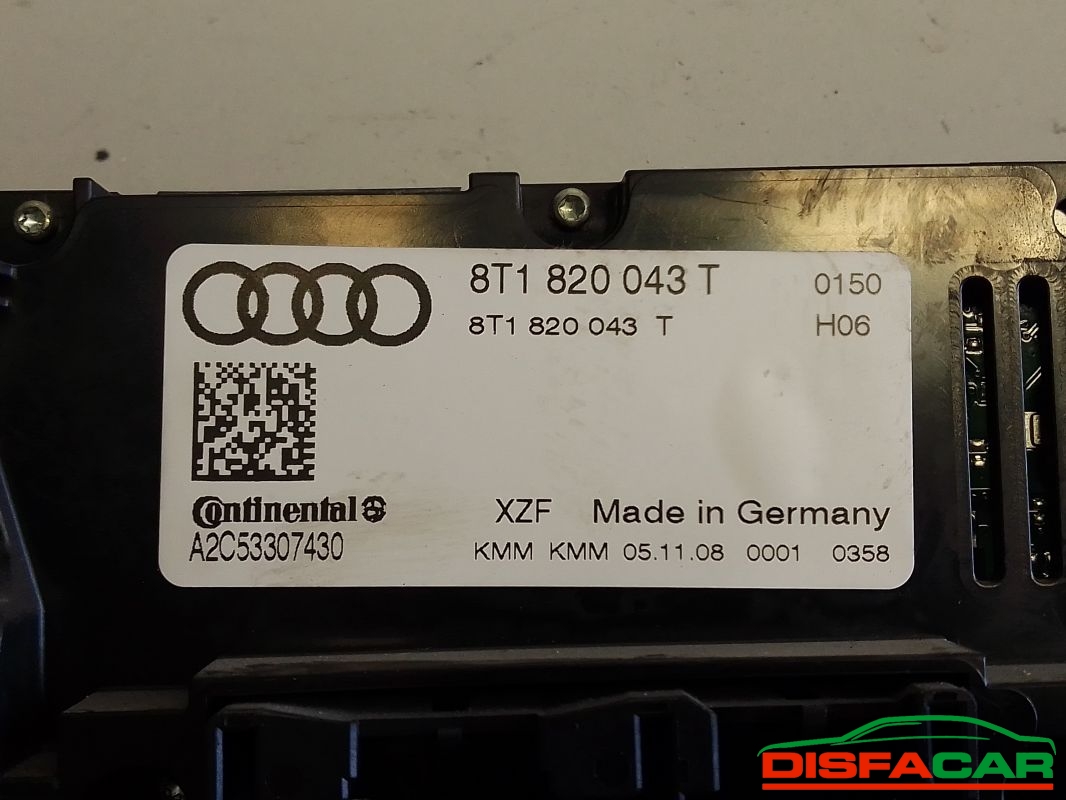 8T1 820 043 T 0150
8T1 820 043 T H06
Continental
XZF Made in Germany
A2C53307430
KMM KMM 05.11.08 0001 0358
DISFACAR